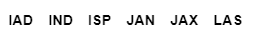 IAD IND ISP JAN JAX LAS